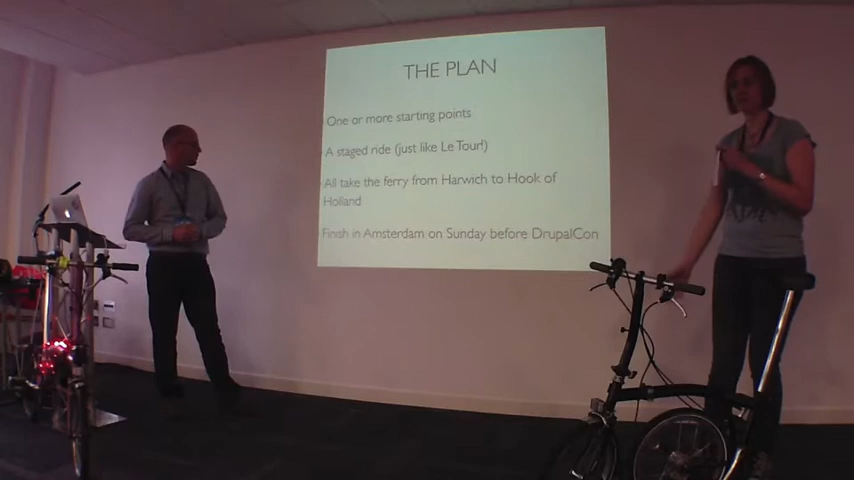 THE PLAN
One or more starting points
A staged ride (just like Le Tour!)
All take the ferry from Harwich to Hook of
Holland
Finish in Amsterdam on Sunday before DrupalCon